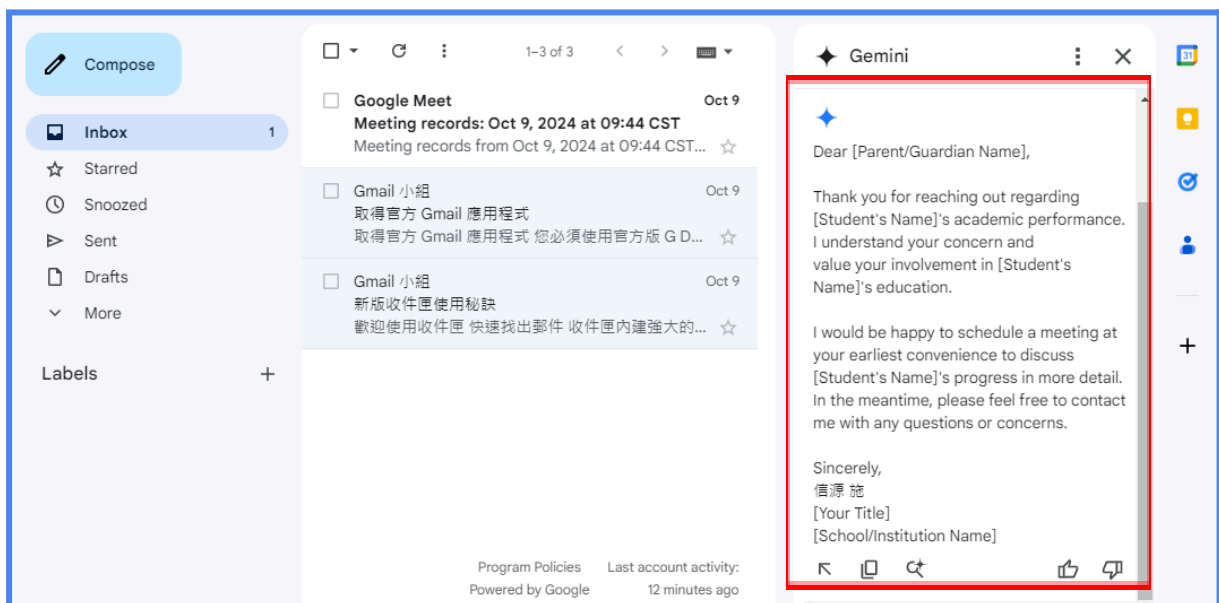 Compose
Inbox 1
Starred
Snoozed
Sent
Drafts
More
Labels
1–3 of 3
Google Meet Oct 9
Meeting records: Oct 9, 2024 at 09:44 CST
Meeting records from Oct 9, 2024 at 09:44 CST...
Gmail 小組 Oct 9
取得官方 Gmail 應用程式
取得官方 Gmail 應用程式 您必須使用官方版 G D...
Gmail 小組 Oct 9
新版收件匣使用秘訣
歡迎使用收件匣 快速找出郵件 收件匣內建強大的...
Program Policies Last account activity:
Powered by Google 12 minutes ago
Gemini
Dear [Parent/Guardian Name],
Thank you for reaching out regarding
[Student's Name]'s academic performance.
I understand your concern and
value your involvement in [Student's
Name]'s education.
I would be happy to schedule a meeting at
your earliest convenience to discuss
[Student's Name]'s progress in more detail.
In the meantime, please feel free to contact
me with any questions or concerns.
Sincerely,
信源 施
[Your Title]
[School/Institution Name]
31